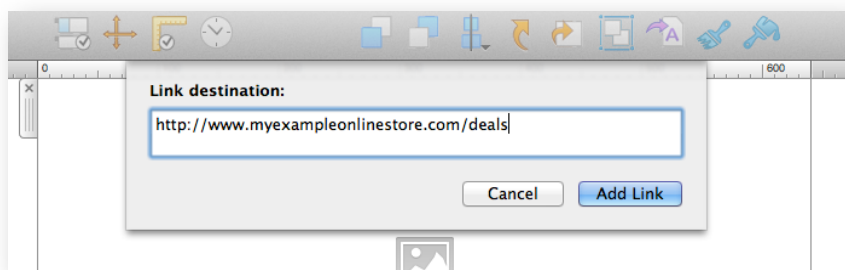 0
600
Link destination:
http://www.myexampleonlinestore.com/deals
Cancel
Add Link
A